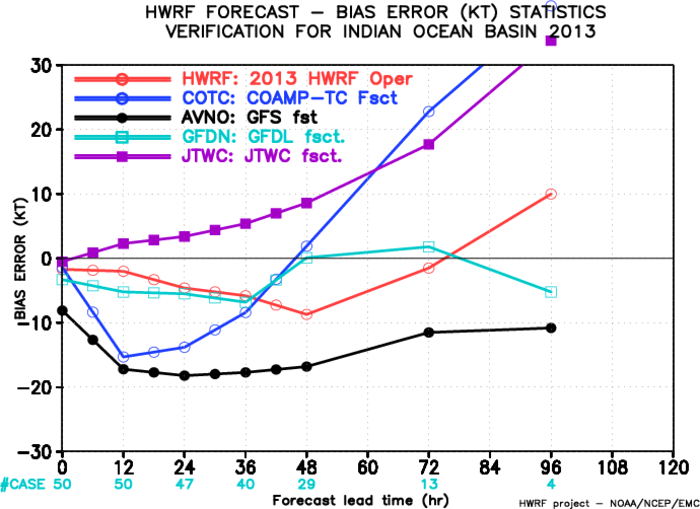 HWRF FORECAST – BIAS ERROR (KT) STATISTICS
VERIFICATION FOR INDIAN OCEAN BASIN 2013
HWRF: 2013 HWRF Oper
COTC: COAMP–TC Fsct
AVNO: GFS fst
GFDN: GFDL fsct.
JTWC: JTWC fsct.
30
20
10
0
–10
–20
–30
BIAS ERROR (KT)
0 12 24 36 48 60 72 84 96 108 120
#CASE 50 50 47 40 29 13 4
Forecast lead time (hr)
HWRF project – NOAA/NCEP/EMC